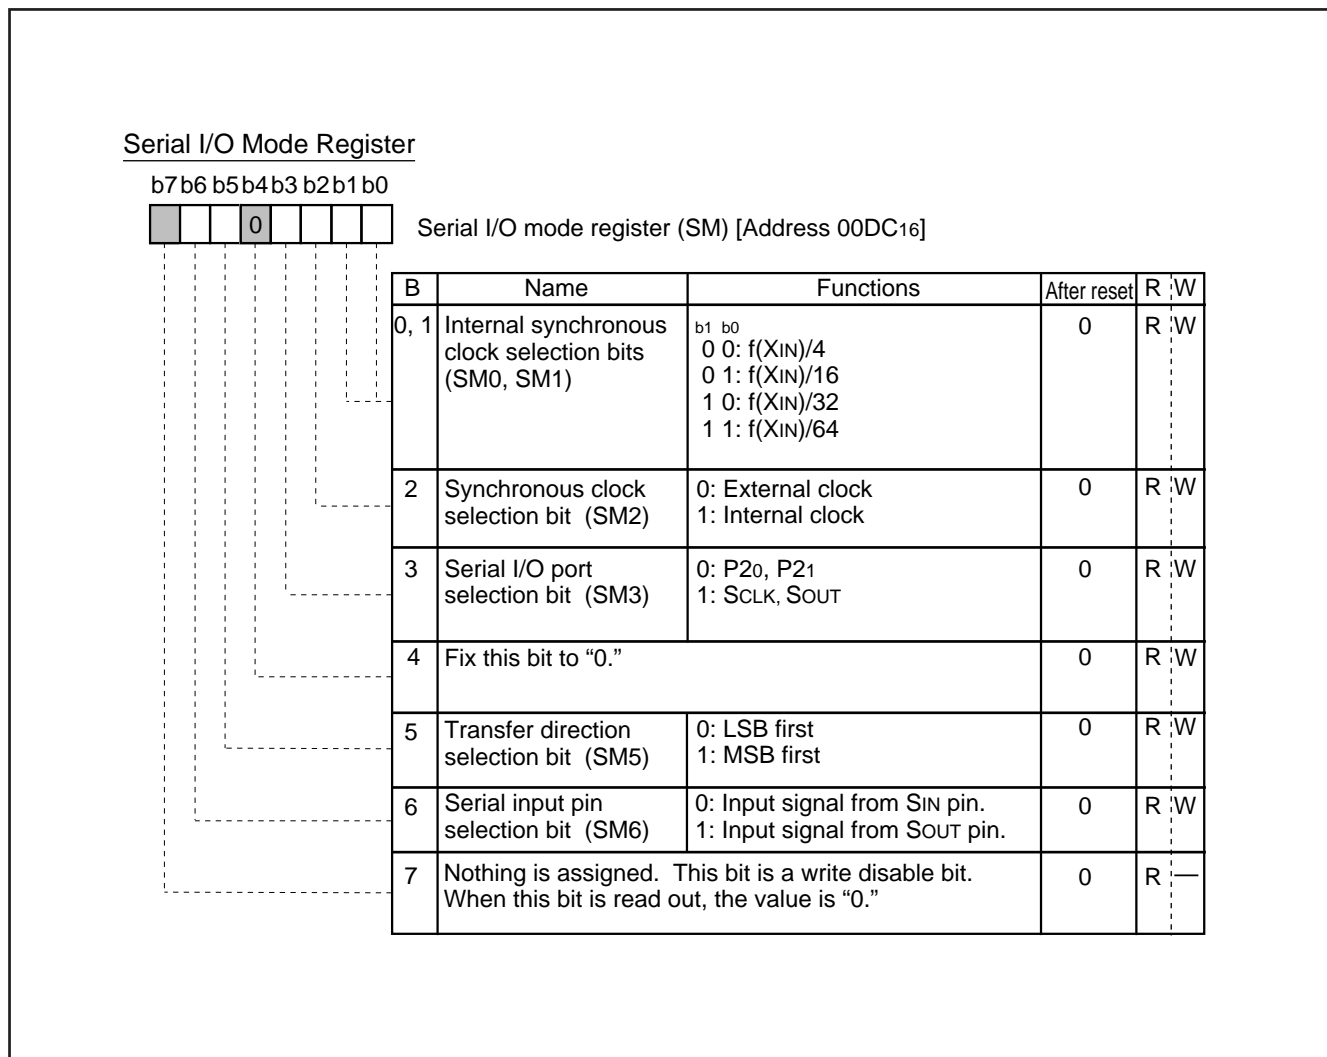 Serial I/O Mode Register
b7 b6 b5 b4 b3 b2 b1 b0
0
Serial I/O mode register (SM) [Address 00DC16]
B Name Functions After reset R W
0, 1 Internal synchronous clock selection bits (SM0, SM1)
b1 b0
0 0: f(XIN)/4
0 1: f(XIN)/16
1 0: f(XIN)/32
1 1: f(XIN)/64
0 R W
2 Synchronous clock selection bit (SM2)
0: External clock
1: Internal clock
0 R W
3 Serial I/O port selection bit (SM3)
0: P20, P21
1: SCLK, SOUT
0 R W
4 Fix this bit to “0.” 0 R W
5 Transfer direction selection bit (SM5)
0: LSB first
1: MSB first
0 R W
6 Serial input pin selection bit (SM6)
0: Input signal from SIN pin.
1: Input signal from SOUT pin.
0 R W
7 Nothing is assigned. This bit is a write disable bit.
When this bit is read out, the value is “0.”
0 R —